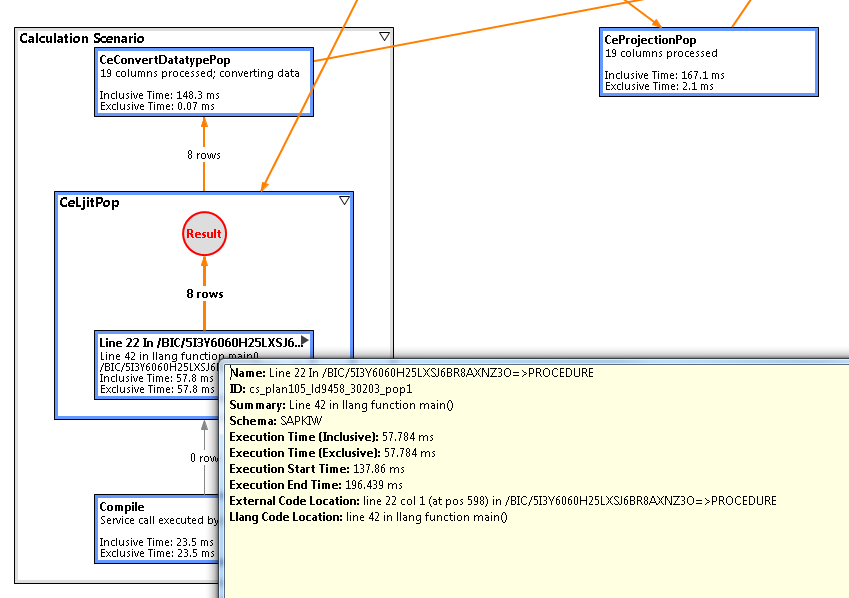 Calculation Scenario
CeConvertDatatypePop
19 columns processed; converting data
Inclusive Time: 148.3 ms
Exclusive Time: 0.07 ms
CeProjectionPop
19 columns processed
Inclusive Time: 167.1 ms
Exclusive Time: 2.1 ms
8 rows
CeLjitPop
Result
8 rows
Line 22 In /BIC/5I3Y6060H25LXSJ6...
Line 42 in llang function main()
/BIC/5I3Y6060H25LXSJ6
Inclusive Time: 57.8 ms
Exclusive Time: 57.8 ms
0 rows
Compile
Service call executed by
Inclusive Time: 23.5 ms
Exclusive Time: 23.5 ms
Name: Line 22 In /BIC/5I3Y6060H25LXSJ6BR8AXNZ3O=>PROCEDURE
ID: cs_plan105_ld9458_30203_pop1
Summary: Line 42 in llang function main()
Schema: SAPKIW
Execution Time (Inclusive): 57.784 ms
Execution Time (Exclusive): 57.784 ms
Execution Start Time: 137.86 ms
Execution End Time: 196.439 ms
External Code Location: line 22 col 1 (at pos 598) in /BIC/5I3Y6060H25LXSJ6BR8AXNZ3O=>PROCEDURE
Llang Code Location: line 42 in llang function main()